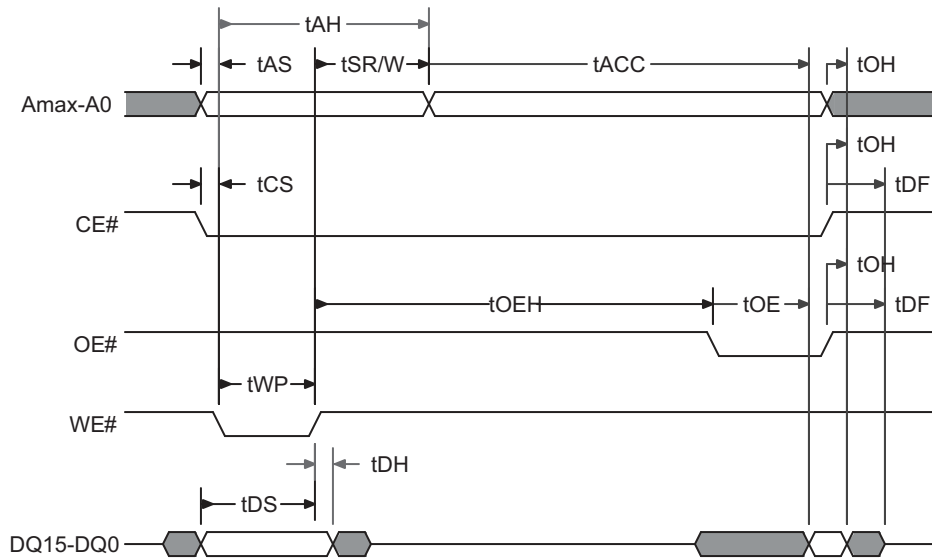 tAH
tAS tSR/W tACC tOH
Amax-A0
tOH
tCS tDF
CE#
tOH
tOEH tOE tDF
OE#
tWP
WE#
tDH
tDS
DQ15-DQ0